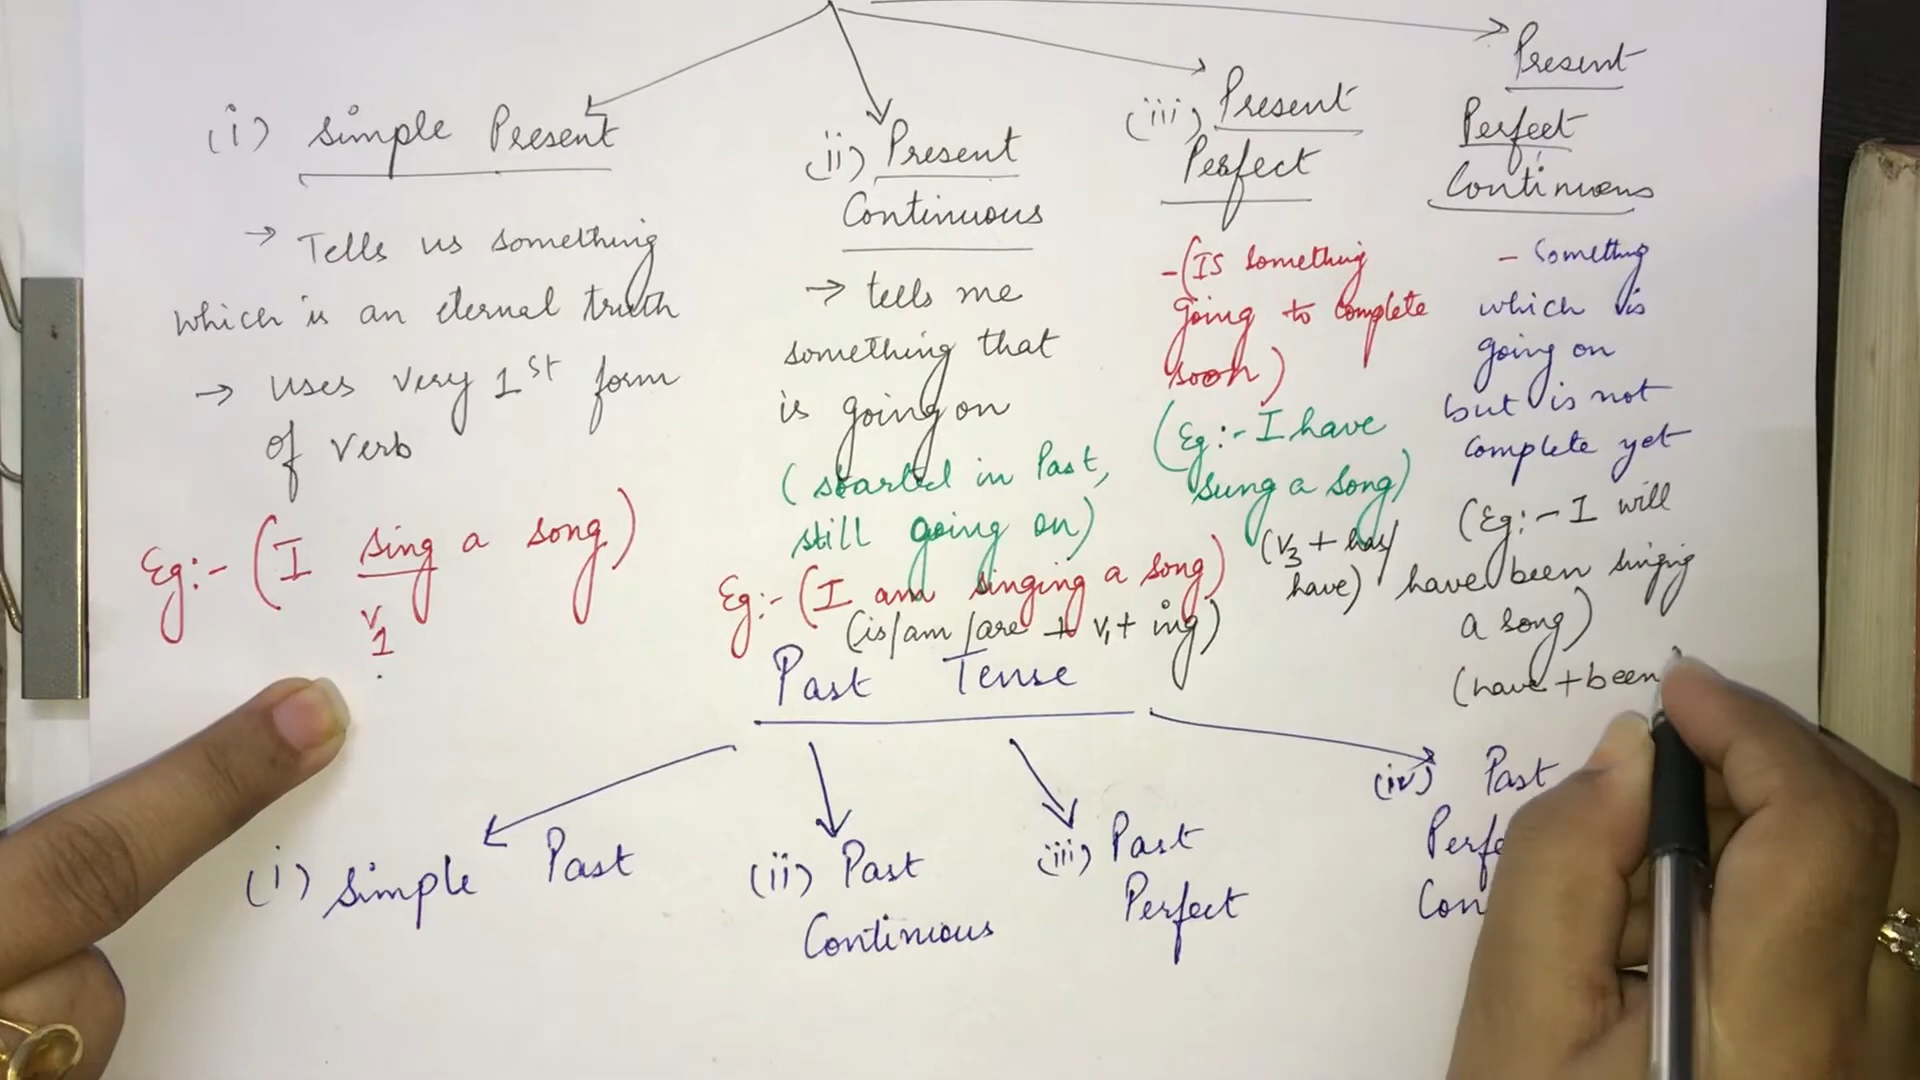 (i) Simple Present
→ Tells us something
which is an eternal truth
→ Uses very 1st form
of Verb
Eg:- (I sing a song)
V1
(ii) Present
Continuous
→ tells me
something that
is going on
(started in Past,
still going on)
Eg:- (I am singing a song)
(is/am/are + V1+ ing)
(iii) Present
Perfect
-(Is something
going to complete
soon)
(Eg:- I have
sung a song)
(V3 + has/
have)
Present
Perfect
Continuous
- Something
which is
going on
but is not
complete yet
(Eg:- I will
have been singing
a song)
(have + been
Past Tense
(i) Simple Past
(ii) Past
Continuous
(iii) Past
Perfect
(iv) Past
Perfe
Con